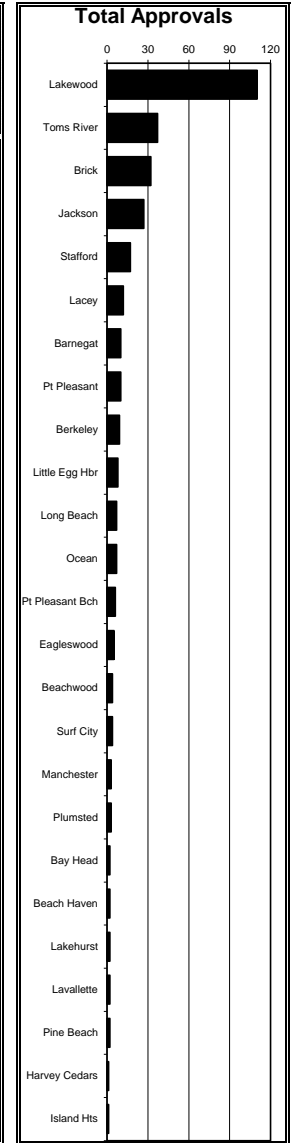 Total Approvals
0 30 60 90 120
Lakewood
Toms River
Brick
Jackson
Stafford
Lacey
Barnegat
Pt Pleasant
Berkeley
Little Egg Hbr
Long Beach
Ocean
Pt Pleasant Bch
Eagleswood
Beachwood
Surf City
Manchester
Plumsted
Bay Head
Beach Haven
Lakehurst
Lavallette
Pine Beach
Harvey Cedars
Island Hts